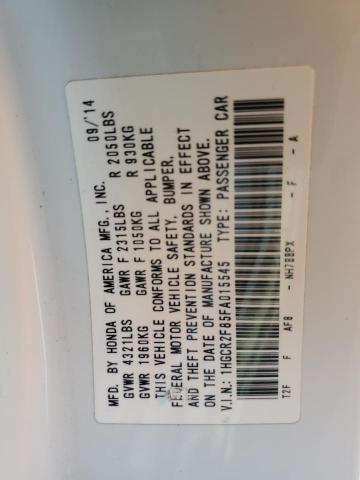 MFD. BY HONDA OF AMERICA MFG., INC. 09/'14
GVWR 4321LBS GAWR F 2315LBS R 2050LBS
GVWR 1960KG GAWR F 1050KG R 930KG
THIS VEHICLE CONFORMS TO ALL APPLICABLE
FEDERAL MOTOR VEHICLE SAFETY, BUMPER,
AND THEFT PREVENTION STANDARDS IN EFFECT
ON THE DATE OF MANUFACTURE SHOWN ABOVE.
V.I.N.: 1HGCR2F85FA015545 TYPE: PASSENGER CAR
T2F F AF8 - NH788PX - F - A